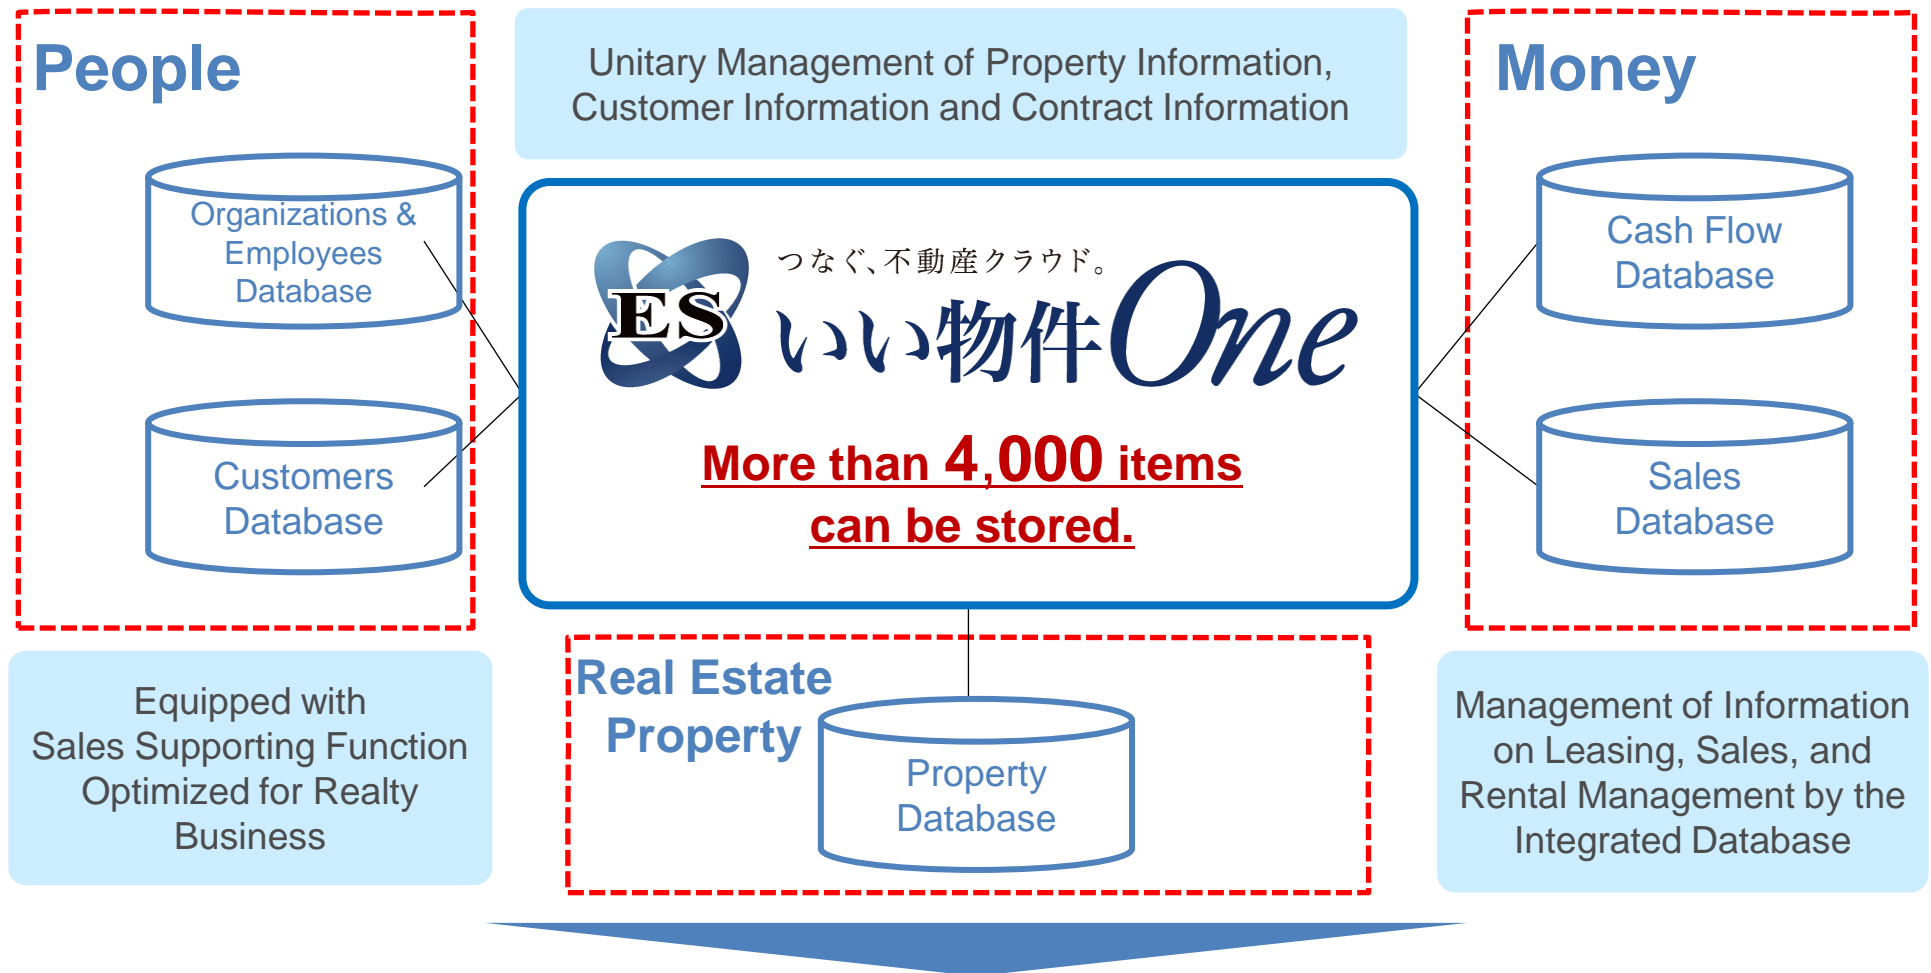 People
Unitary Management of Property Information,
Customer Information and Contract Information
Money
Organizations &
Employees
Database
Customers
Database
ES
つなぐ、不動産クラウド。
いい物件One
More than 4,000 items
can be stored.
Cash Flow
Database
Sales
Database
Equipped with
Sales Supporting Function
Optimized for Realty
Business
Real Estate
Property
Property
Database
Management of Information
on Leasing, Sales, and
Rental Management by the
Integrated Database